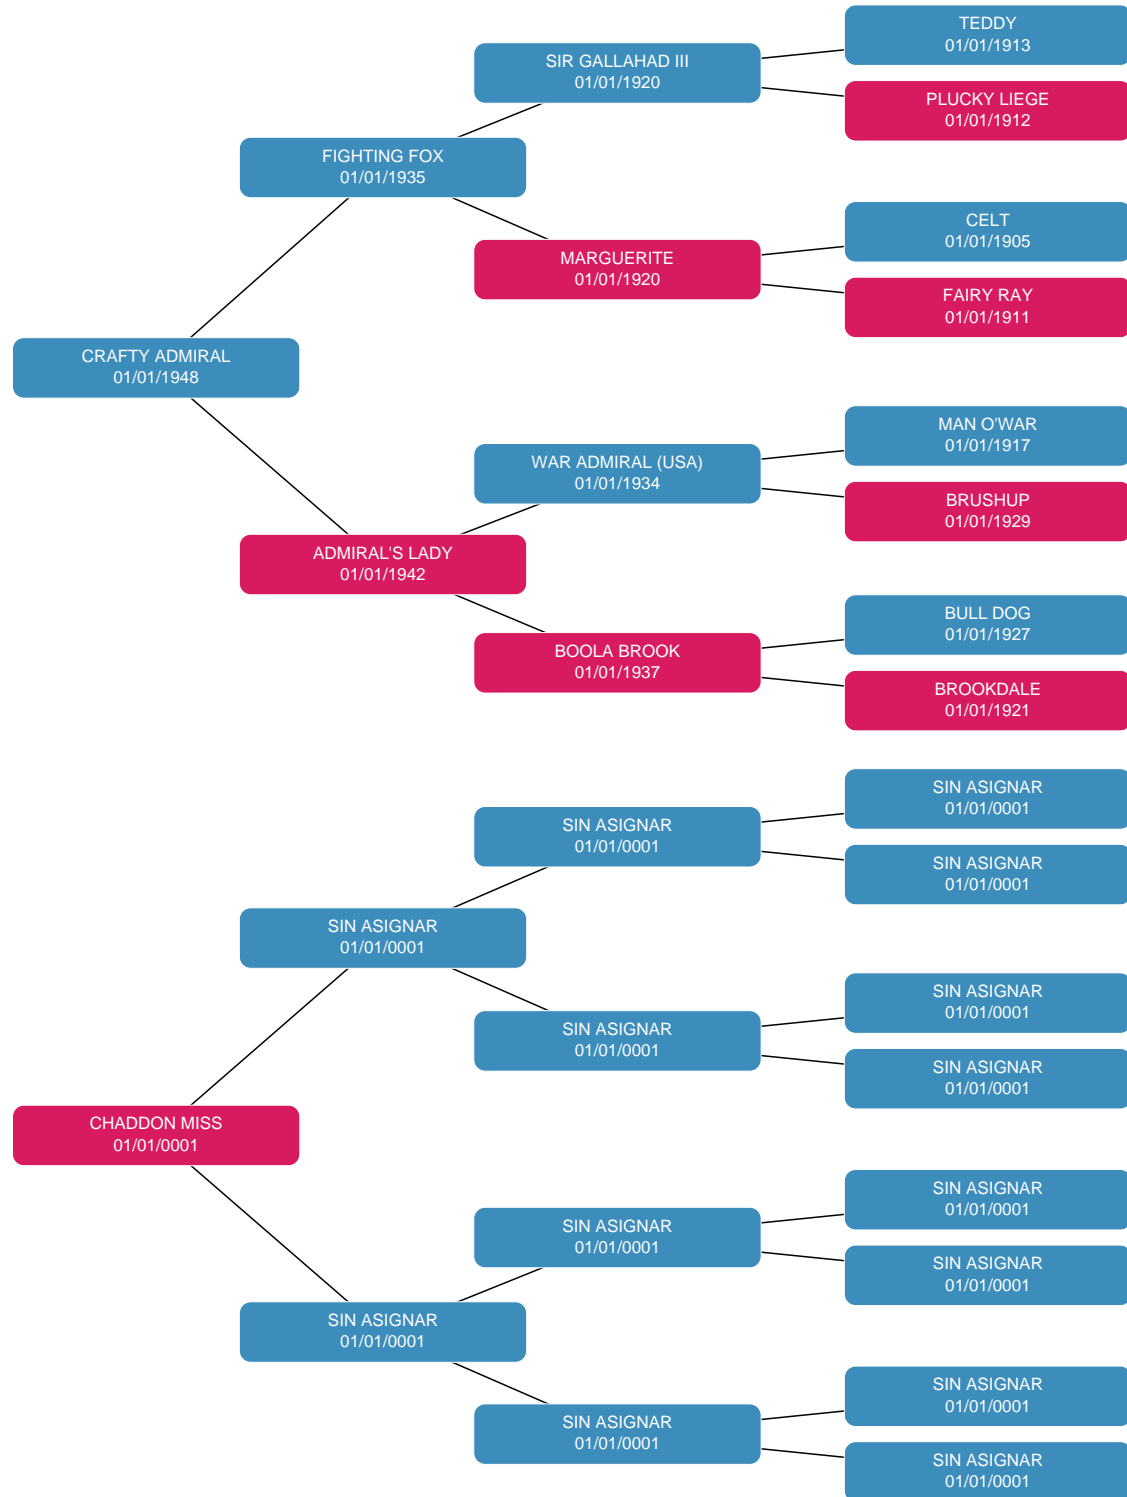 TEDDY
01/01/1913
SIR GALLAHAD III
01/01/1920
PLUCKY LIEGE
01/01/1912
FIGHTING FOX
01/01/1935
CELT
01/01/1905
MARGUERITE
01/01/1920
FAIRY RAY
01/01/1911
CRAFTY ADMIRAL
01/01/1948
MAN O'WAR
01/01/1917
WAR ADMIRAL (USA)
01/01/1934
BRUSHUP
01/01/1929
ADMIRAL'S LADY
01/01/1942
BULL DOG
01/01/1927
BOOLA BROOK
01/01/1937
BROOKDALE
01/01/1921
SIN ASIGNAR
01/01/0001
SIN ASIGNAR
01/01/0001
SIN ASIGNAR
01/01/0001
SIN ASIGNAR
01/01/0001
SIN ASIGNAR
01/01/0001
SIN ASIGNAR
01/01/0001
SIN ASIGNAR
01/01/0001
CHADDON MISS
01/01/0001
SIN ASIGNAR
01/01/0001
SIN ASIGNAR
01/01/0001
SIN ASIGNAR
01/01/0001
SIN ASIGNAR
01/01/0001
SIN ASIGNAR
01/01/0001
SIN ASIGNAR
01/01/0001
SIN ASIGNAR
01/01/0001